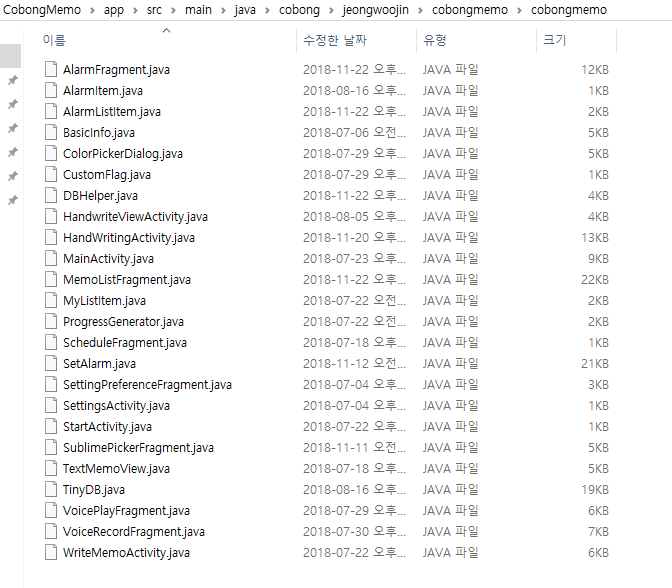 CobongMemo > app > src > main > java > cobong > jeongwoojin > cobongmemo > cobongmemo
이름 수정한 날짜 유형 크기
AlarmFragment.java 2018-11-22 오후... JAVA 파일 12KB
AlarmItem.java 2018-08-16 오후... JAVA 파일 1KB
AlarmListItem.java 2018-11-22 오후... JAVA 파일 2KB
BasicInfo.java 2018-07-06 오전... JAVA 파일 5KB
ColorPickerDialog.java 2018-07-29 오후... JAVA 파일 5KB
CustomFlag.java 2018-07-29 오후... JAVA 파일 1KB
DBHelper.java 2018-11-22 오후... JAVA 파일 4KB
HandwriteViewActivity.java 2018-08-05 오후... JAVA 파일 4KB
HandWritingActivity.java 2018-11-20 오후... JAVA 파일 13KB
MainActivity.java 2018-07-23 오후... JAVA 파일 9KB
MemoListFragment.java 2018-11-22 오후... JAVA 파일 22KB
MyListItem.java 2018-07-22 오전... JAVA 파일 2KB
ProgressGenerator.java 2018-07-22 오전... JAVA 파일 2KB
ScheduleFragment.java 2018-07-18 오후... JAVA 파일 1KB
SetAlarm.java 2018-11-12 오전... JAVA 파일 21KB
SettingPreferenceFragment.java 2018-07-04 오후... JAVA 파일 3KB
SettingsActivity.java 2018-07-04 오후... JAVA 파일 1KB
StartActivity.java 2018-07-22 오후... JAVA 파일 1KB
SublimePickerFragment.java 2018-11-11 오전... JAVA 파일 5KB
TextMemoView.java 2018-07-18 오후... JAVA 파일 5KB
TinyDB.java 2018-08-16 오후... JAVA 파일 19KB
VoicePlayFragment.java 2018-07-29 오후... JAVA 파일 6KB
VoiceRecordFragment.java 2018-07-30 오후... JAVA 파일 7KB
WriteMemoActivity.java 2018-07-22 오후... JAVA 파일 6KB